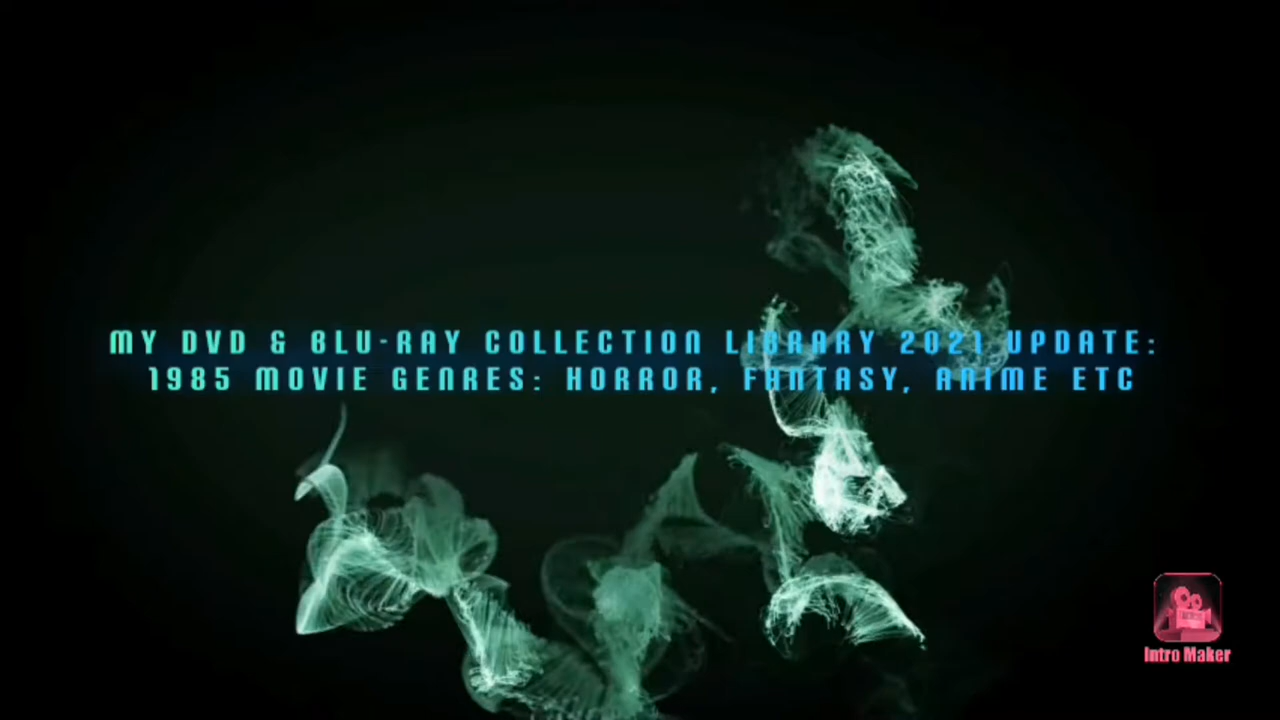 MY DVD & BLU-RAY COLLECTION LIBRARY 2021 UPDATE:
1985 MOVIE GENRES: HORROR, FANTASY, ANIME ETC
Intro Maker